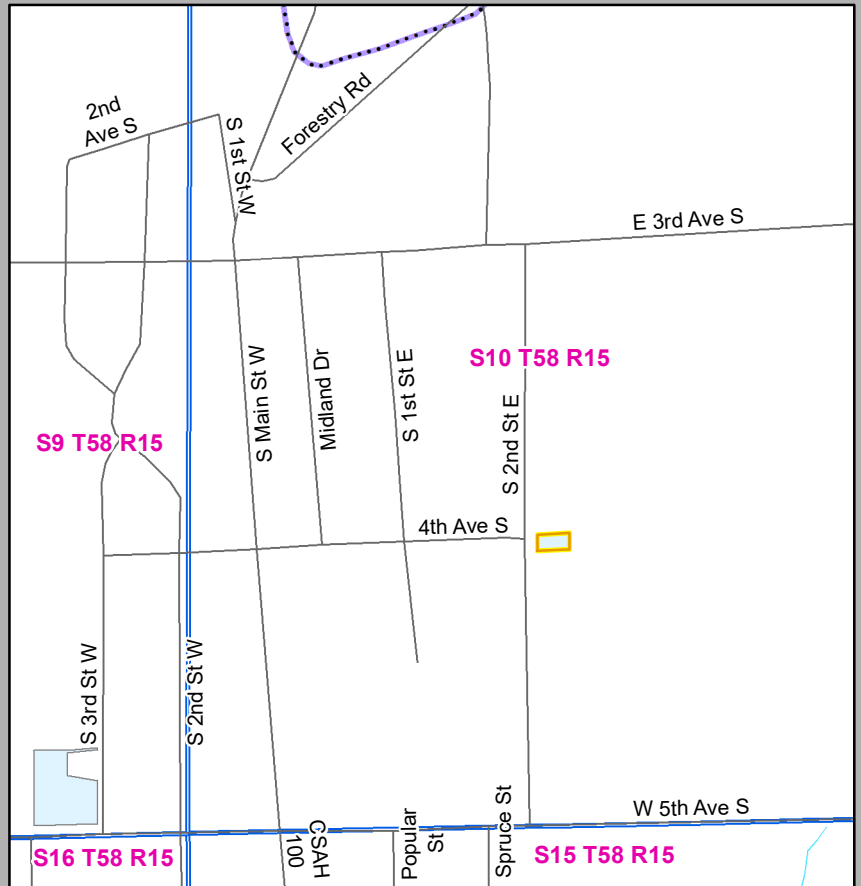 2nd
Ave S
S 1st St W
Forestry Rd
E 3rd Ave S
S Main St W
Midland Dr
S 1st St E
S10 T58 R15
S 2nd St E
S9 T58 R15
4th Ave S
S 3rd St W
S 2nd St W
W 5th Ave S
CSAH
100
Popular
St
Spruce St
S16 T58 R15
S15 T58 R15